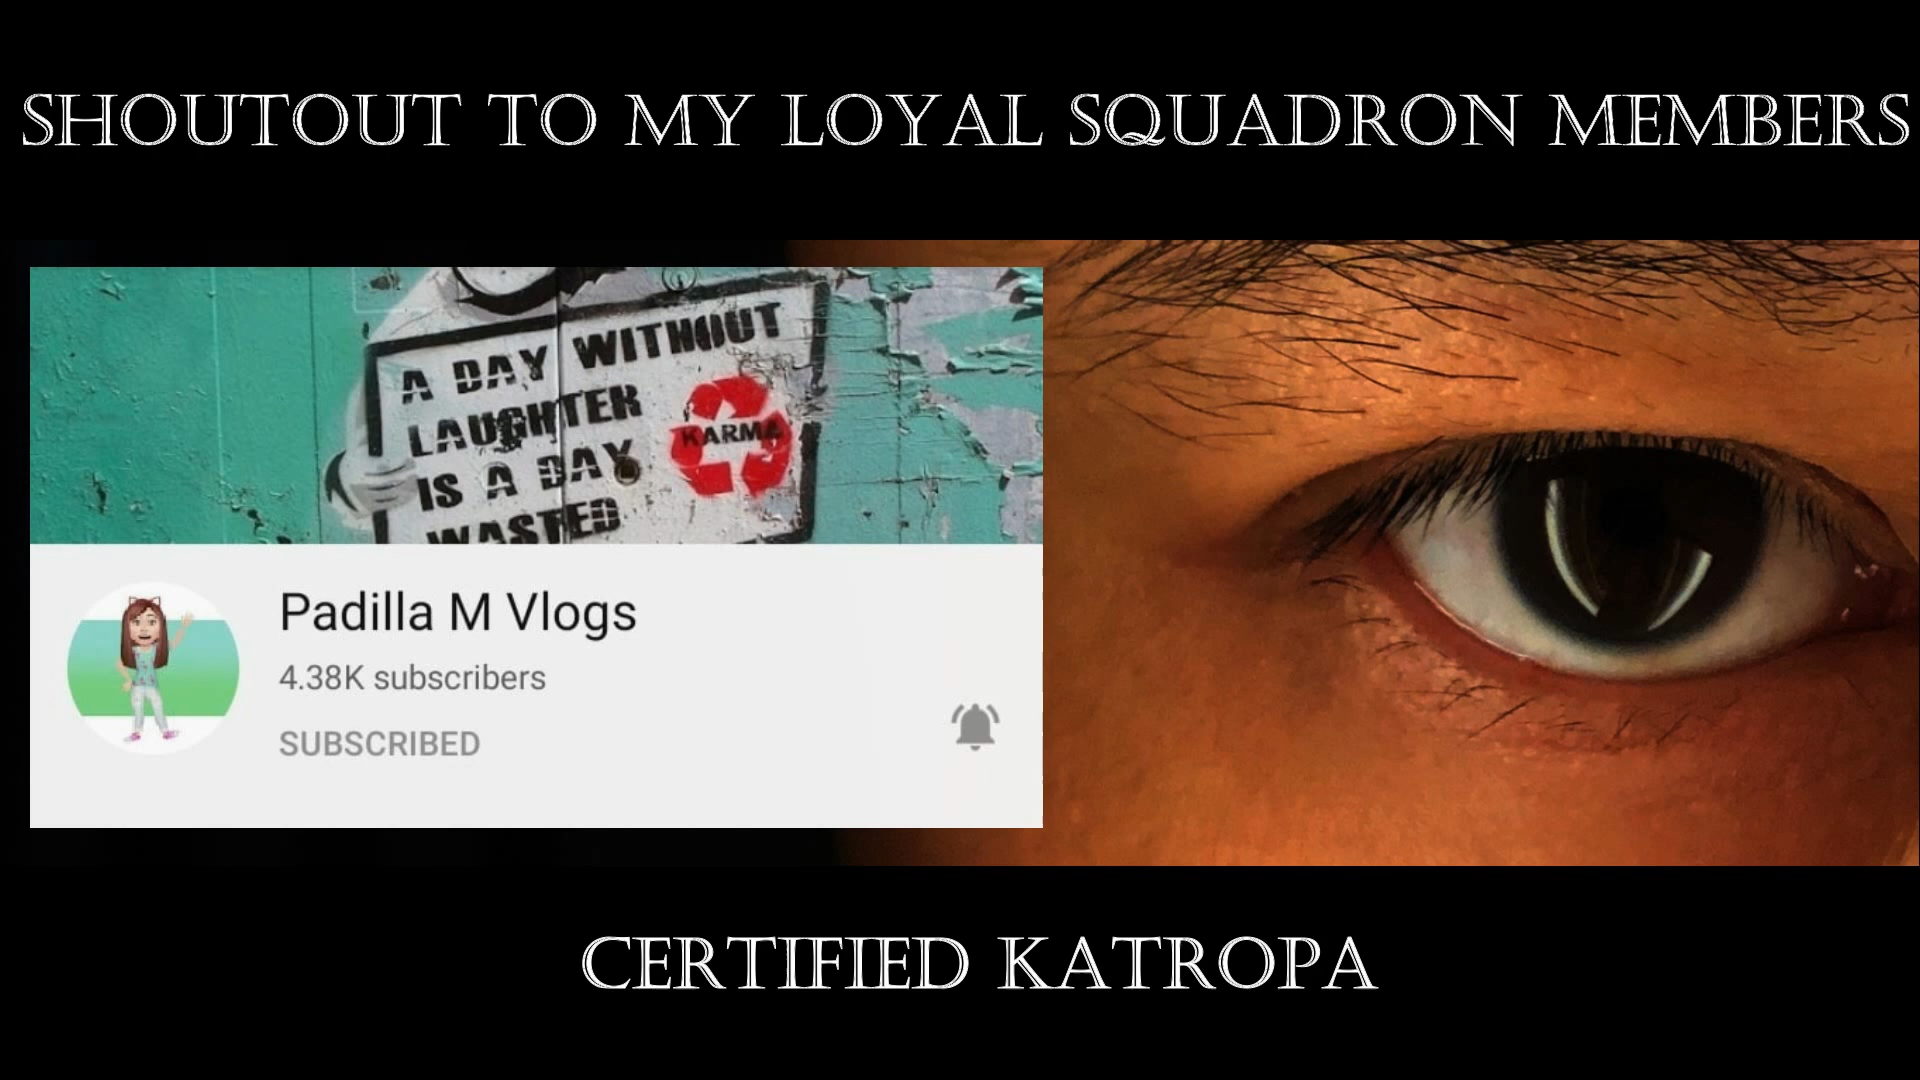 SHOUTOUT TO MY LOYAL SQUADRON MEMBERS
A DAY WITHOUT
LAUGHTER
IS A DAY
WASTED
KARMA
Padilla M Vlogs
4.38K subscribers
SUBSCRIBED
CERTIFIED KATROPA